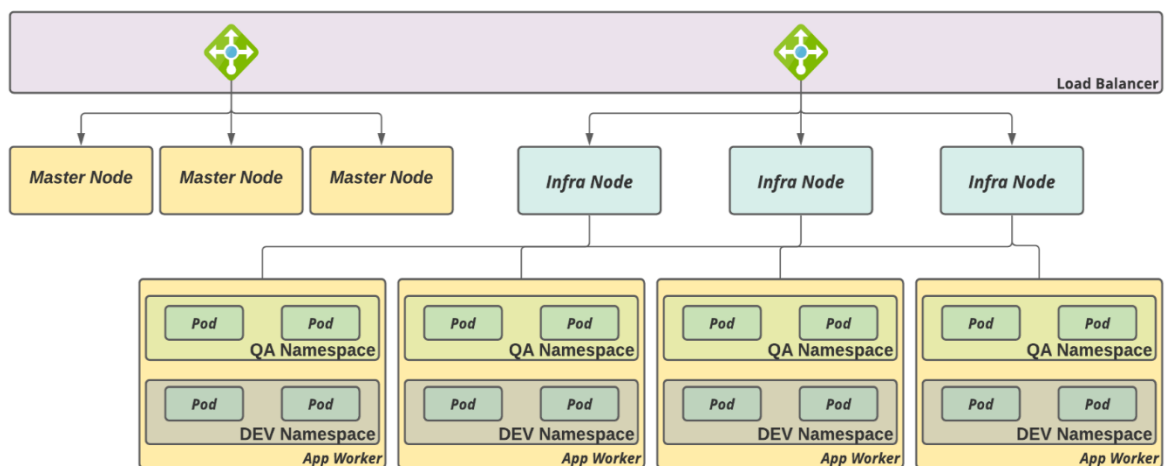 Load Balancer
Master Node
Master Node
Master Node
Infra Node
Infra Node
Infra Node
Pod
Pod
QA Namespace
Pod
Pod
DEV Namespace
App Worker
Pod
Pod
QA Namespace
Pod
Pod
DEV Namespace
App Worker
Pod
Pod
QA Namespace
Pod
Pod
DEV Namespace
App Worker
Pod
Pod
QA Namespace
Pod
Pod
DEV Namespace
App Worker